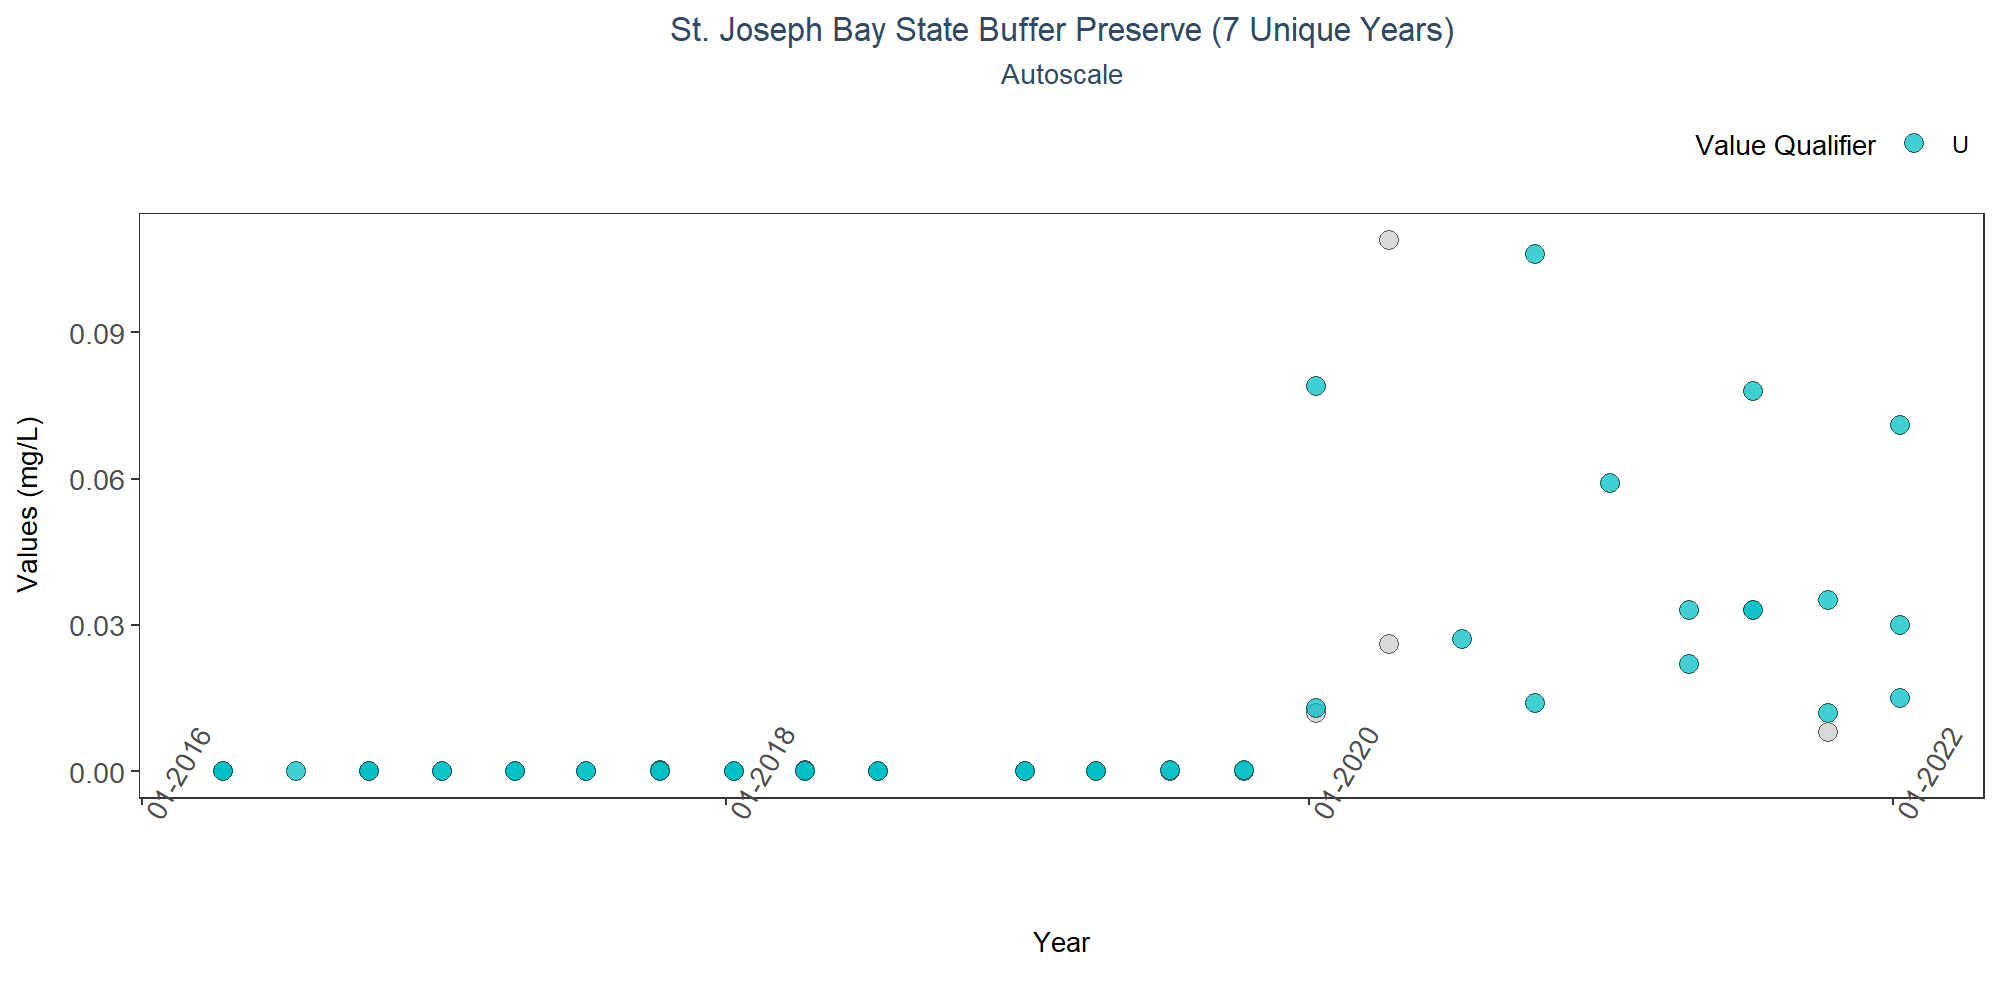 St. Joseph Bay State Buffer Preserve (7 Unique Years)
Autoscale
Value Qualifier U
Values (mg/L)
0.09
0.06
0.03
0.00
01-2016 01-2018 01-2020 01-2022
Year